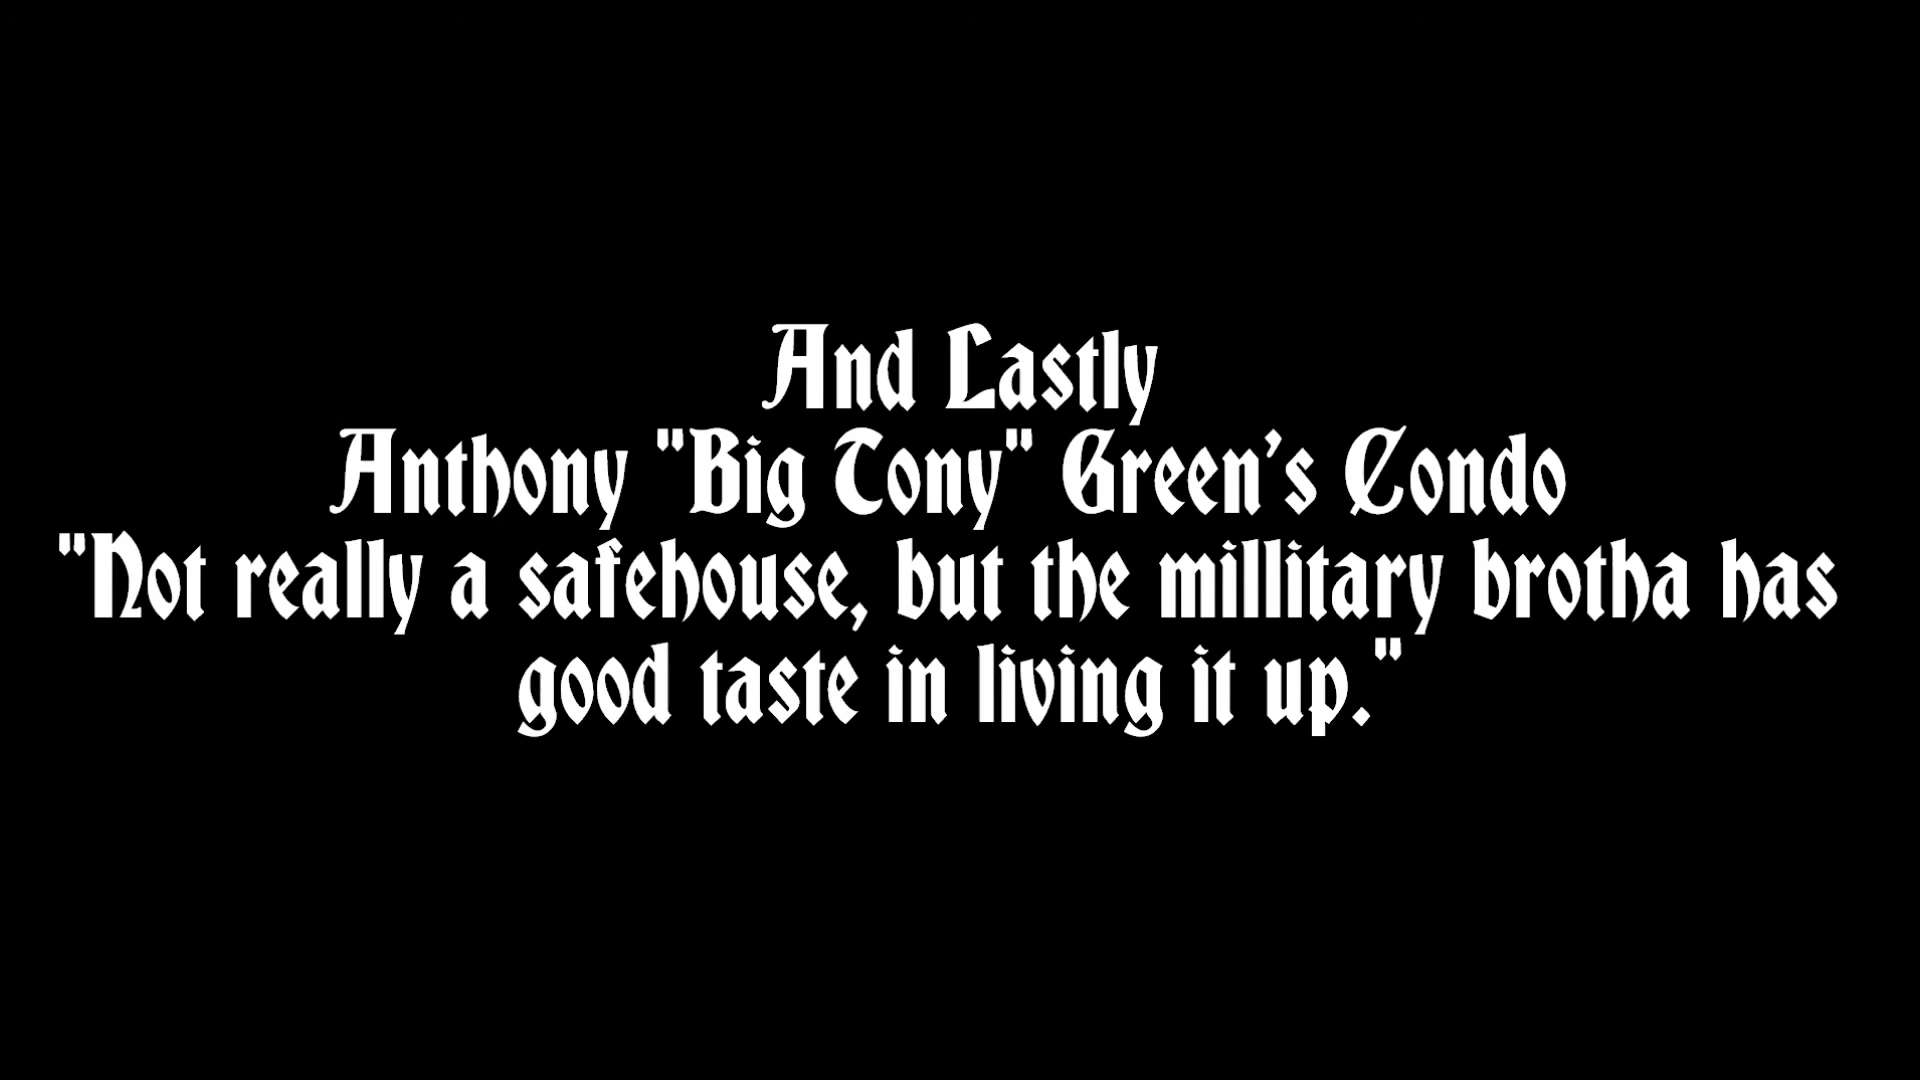 And Lastly
Anthony "Big Tony" Green's Condo
"Not really a safehouse, but the millitary brotha has
good taste in living it up."